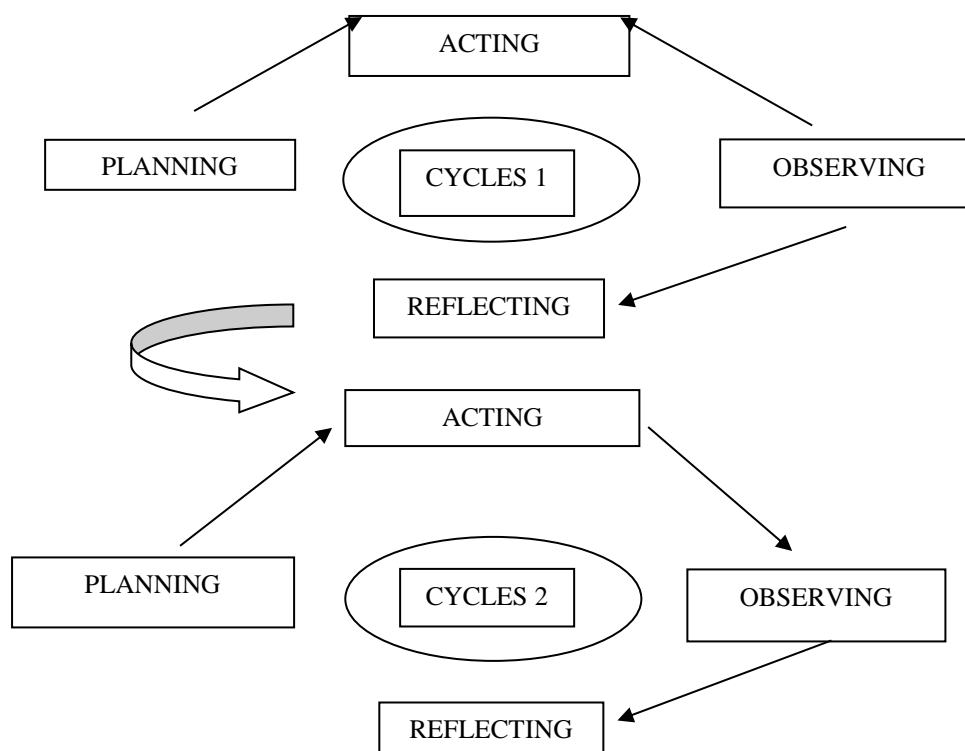 ACTING
PLANNING
CYCLES 1
OBSERVING
REFLECTING
ACTING
PLANNING
CYCLES 2
OBSERVING
REFLECTING